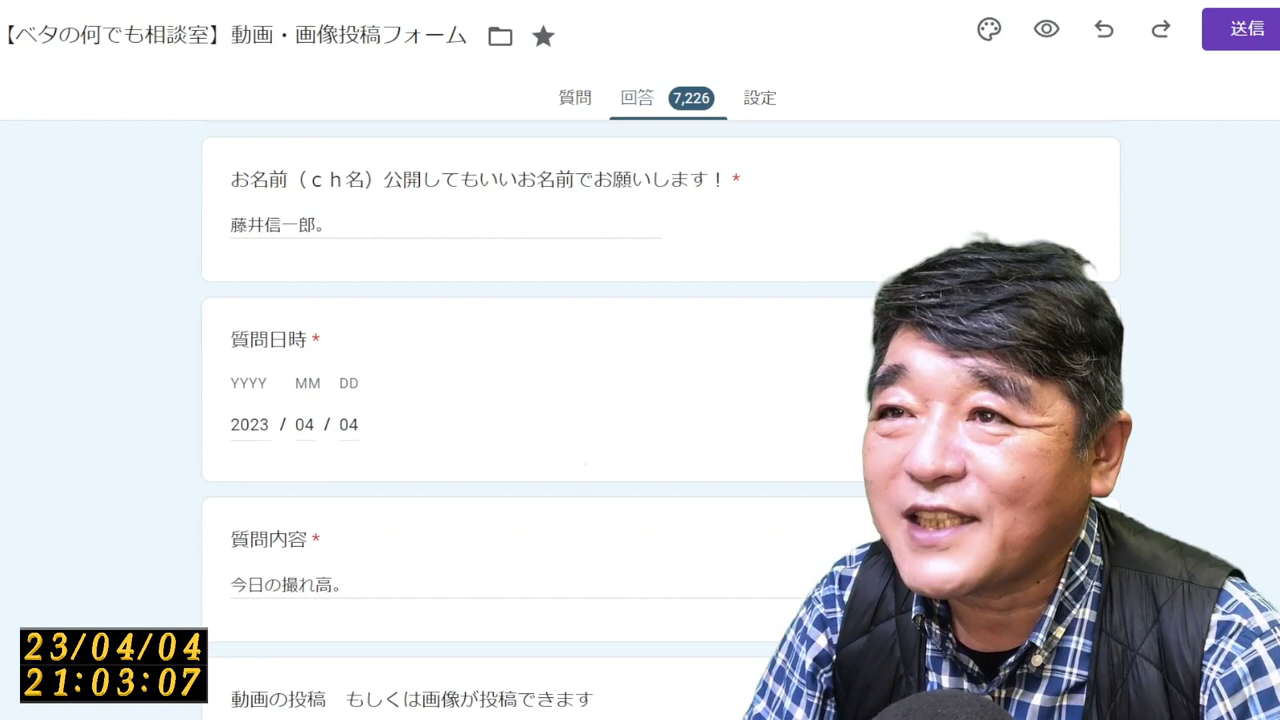 【ベタの何でも相談室】動画・画像投稿フォーム
送信
質問 回答 7,226 設定
お名前（ｃｈ名）公開してもいいお名前でお願いします！ *
藤井信一郎。
質問日時 *
YYYY MM DD
2023 / 04 / 04
質問内容 *
今日の撮れ高。
23/04/04
21:03:07
動画の投稿　もしくは画像が投稿できます